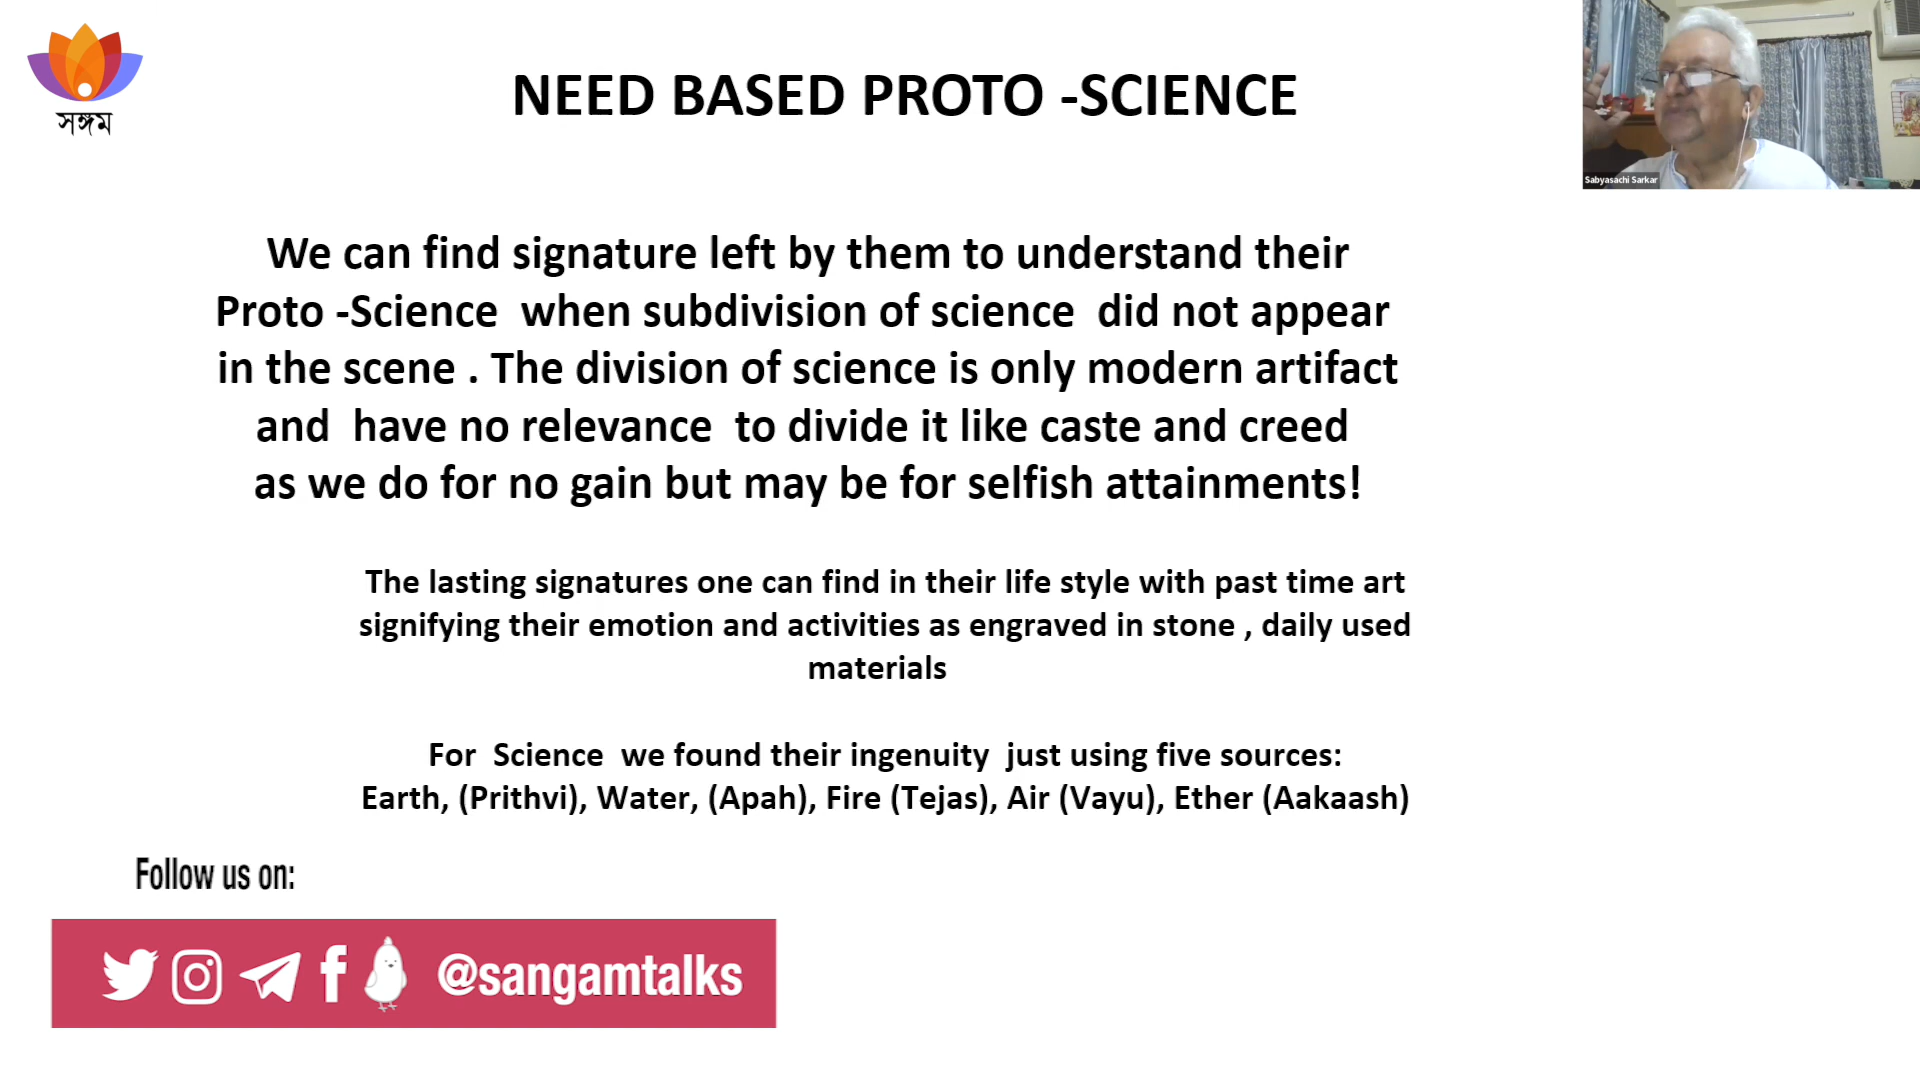 সঙ্গম
NEED BASED PROTO -SCIENCE
Sabyasachi Sarkar
We can find signature left by them to understand their
Proto -Science when subdivision of science did not appear
in the scene . The division of science is only modern artifact
and have no relevance to divide it like caste and creed
as we do for no gain but may be for selfish attainments!
The lasting signatures one can find in their life style with past time art
signifying their emotion and activities as engraved in stone , daily used
materials
For Science we found their ingenuity just using five sources:
Earth, (Prithvi), Water, (Apah), Fire (Tejas), Air (Vayu), Ether (Aakaash)
Follow us on:
@sangamtalks